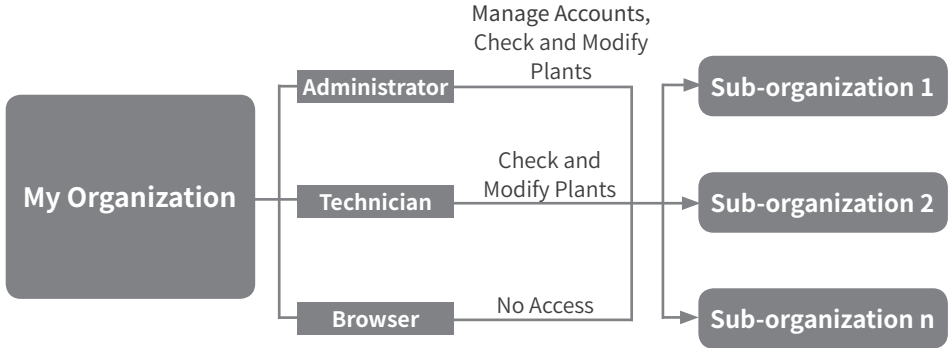 Manage Accounts,
Check and Modify
Plants
Administrator
Sub-organization 1
My Organization
Check and
Modify Plants
Technician
Sub-organization 2
No Access
Browser
Sub-organization n